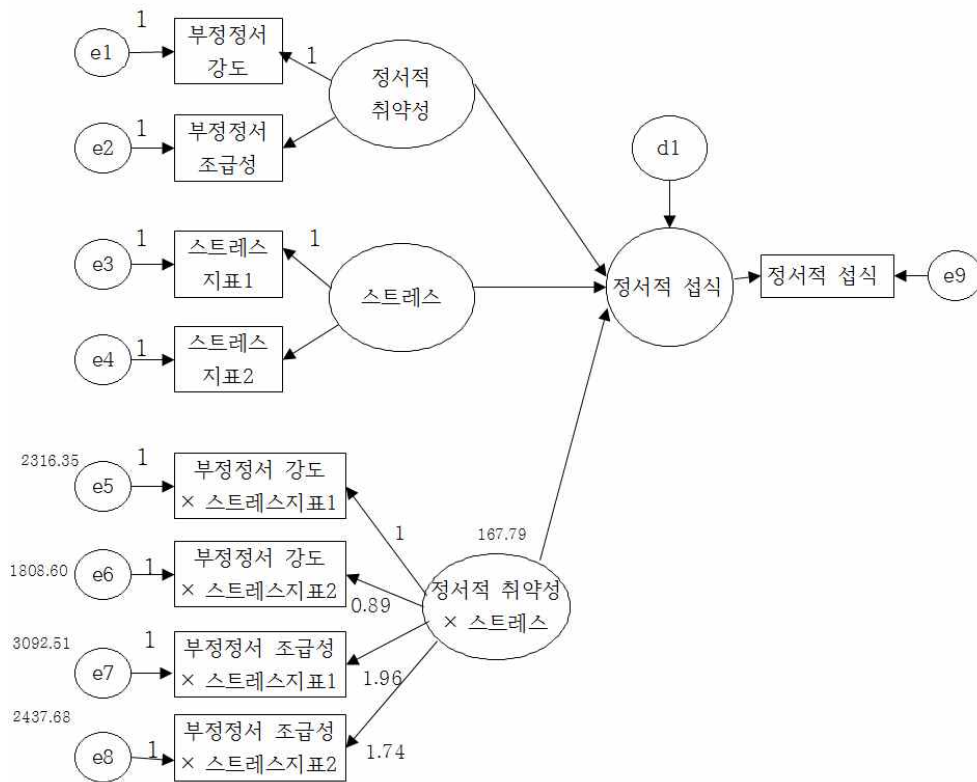 1
e1
부정정서
강도
1
정서적
취약성
1
e2
부정정서
조급성
d1
1
e3
스트레스
지표1
1
스트레스
정서적 섭식
정서적 섭식
e9
1
e4
스트레스
지표2
2316.35
1
e5
부정정서 강도
× 스트레스지표1
1
167.79
1808.60
1
e6
부정정서 강도
× 스트레스지표2
0.89
정서적 취약성
× 스트레스
3092.51
1
e7
부정정서 조급성
× 스트레스지표1
1.96
2437.68
1
e8
부정정서 조급성
× 스트레스지표2
1.74